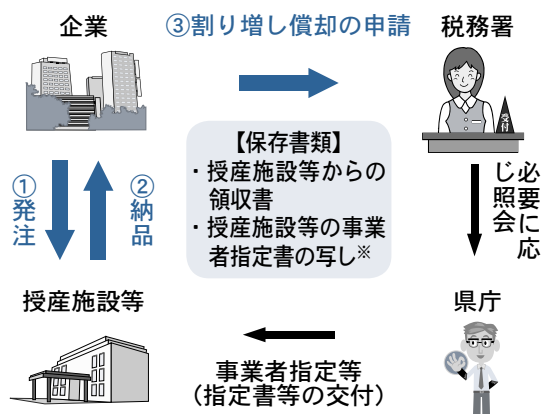 企業
③割り増し償却の申請
税務署
受付
【保存書類】
・授産施設等からの
領収書
・授産施設等の事業
者指定書の写し※
①発注
②納品
必要に応
じ照会
授産施設等
県庁
事業者指定等
(指定書等の交付)